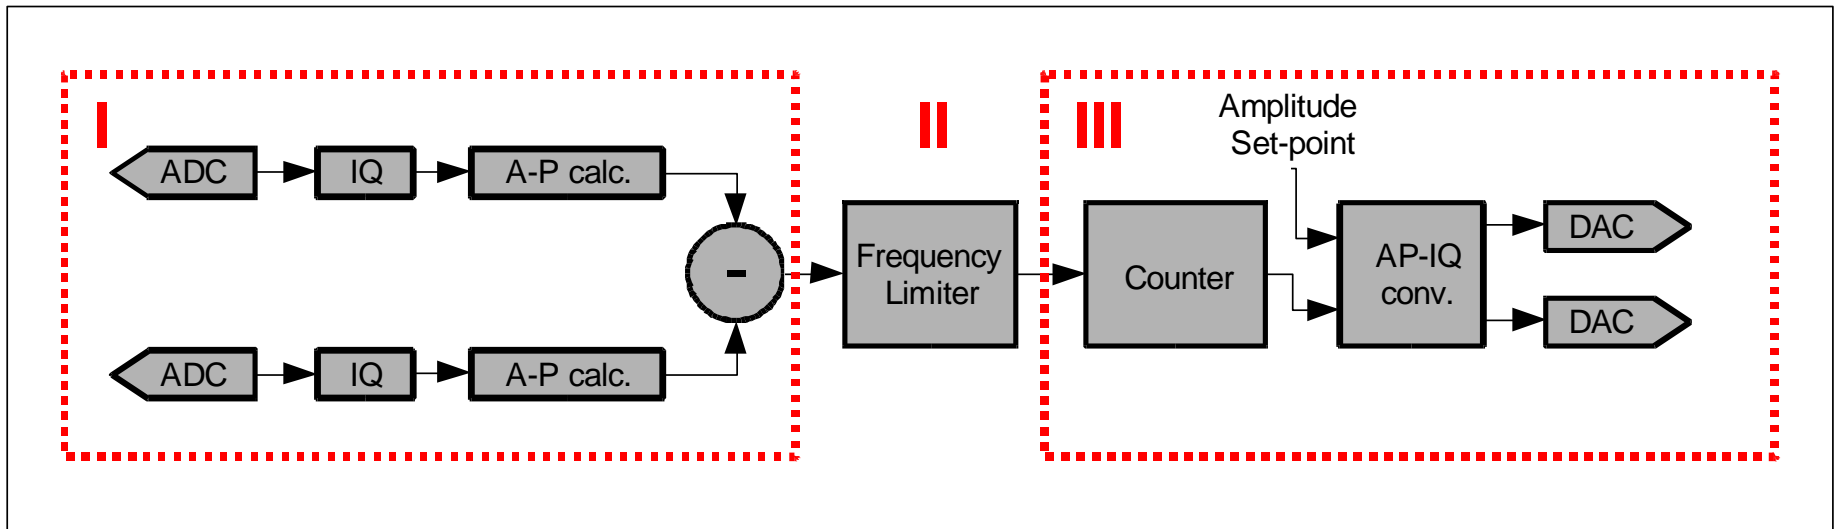 I
II
III
Amplitude
Set-point
ADC
IQ
A-P calc.
-
Frequency
Limiter
Counter
AP-IQ
conv.
DAC
DAC
ADC
IQ
A-P calc.